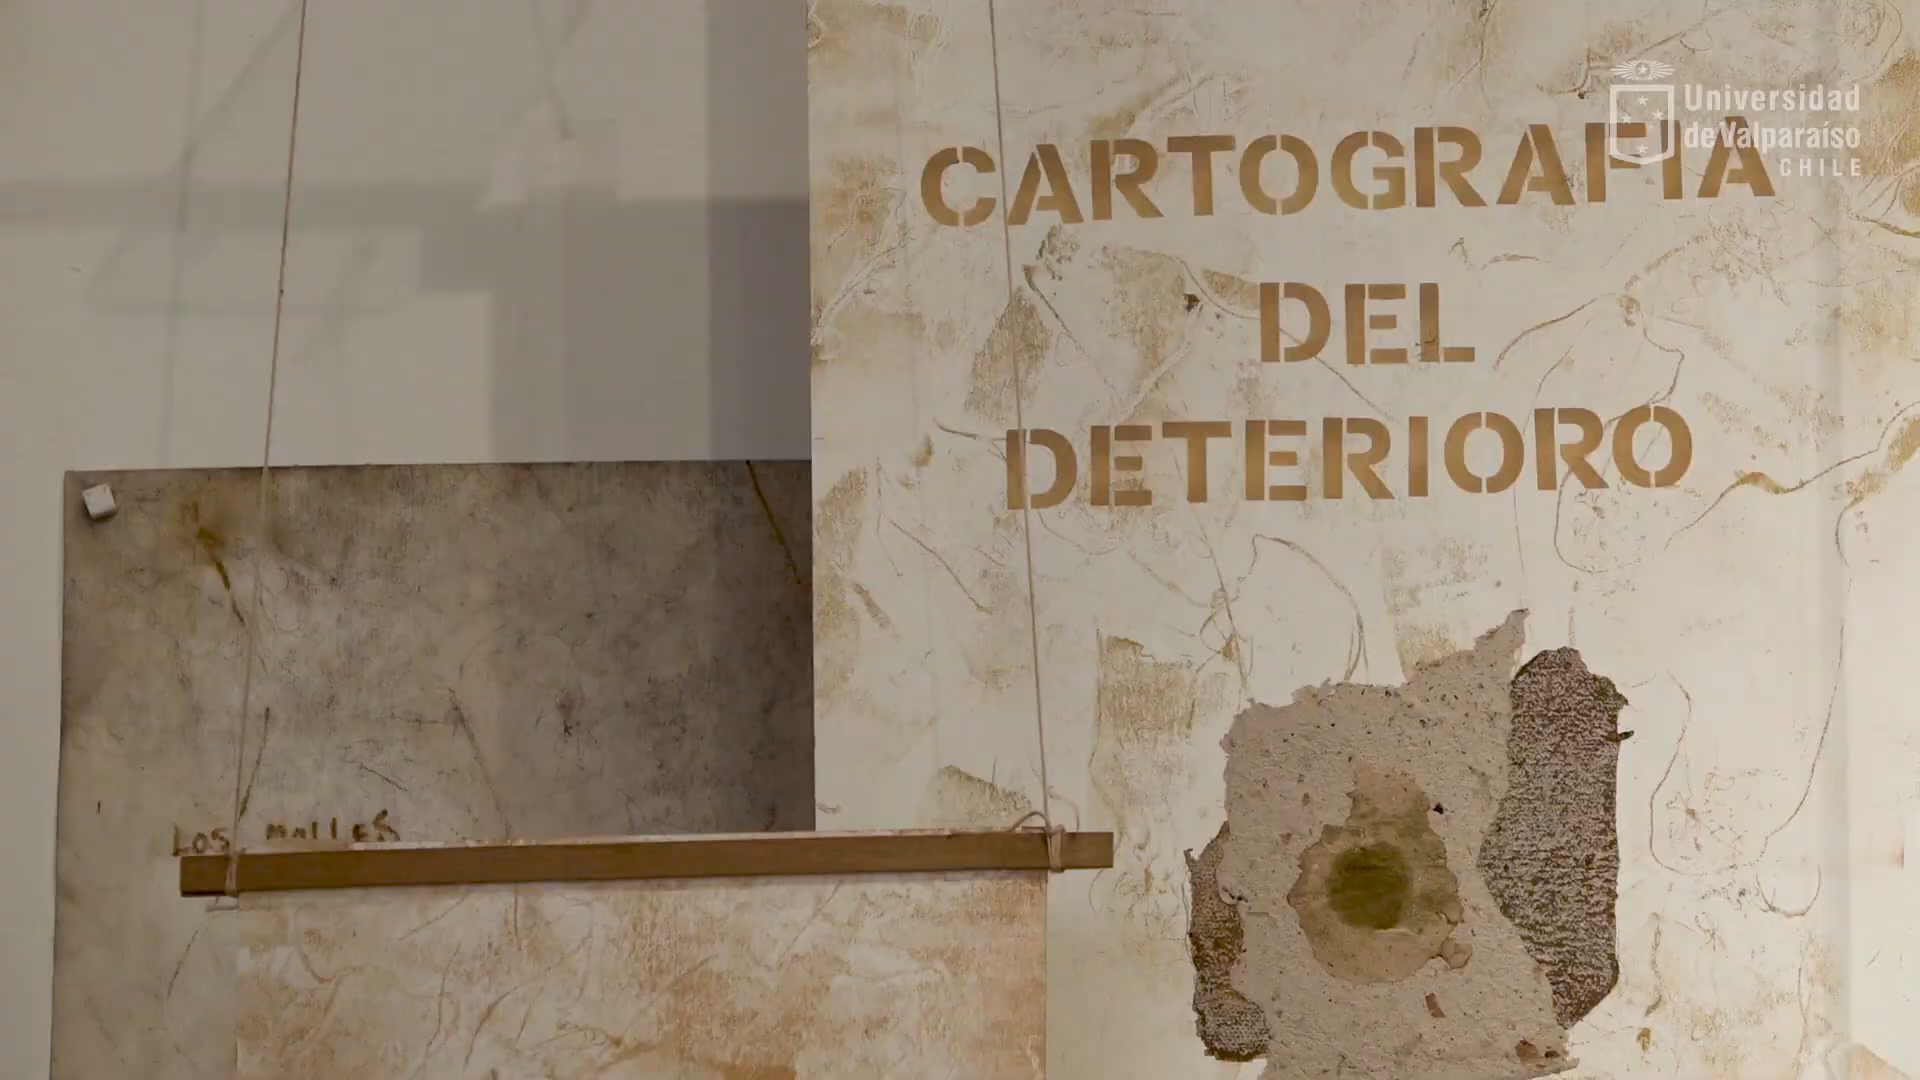 Universidad
de Valparaíso
CHILE
CARTOGRAFIA
DEL
DETERIORO
LOS MOLLES